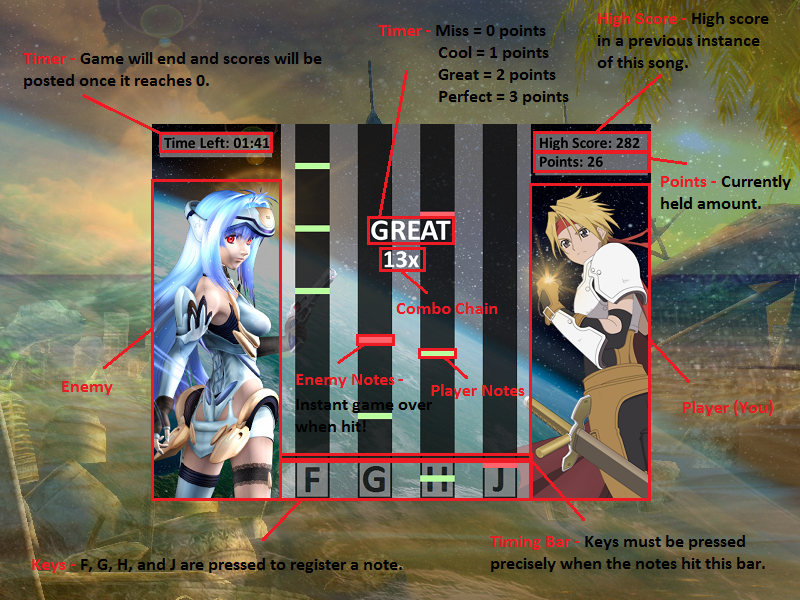 Timer - Game will end and scores will be
posted once it reaches 0.
Timer - Miss = 0 points
Cool = 1 points
Great = 2 points
Perfect = 3 points
High Score - High score
in a previous instance
of this song.
Time Left: 01:41
High Score: 282
Points: 26
Points - Currently
held amount.
GREAT
13x
Combo Chain
Enemy
Enemy Notes -
Instant game over
when hit!
Player Notes
Player (You)
F G H J
Keys - F, G, H, and J are pressed to register a note.
Timing Bar - Keys must be pressed
precisely when the notes hit this bar.